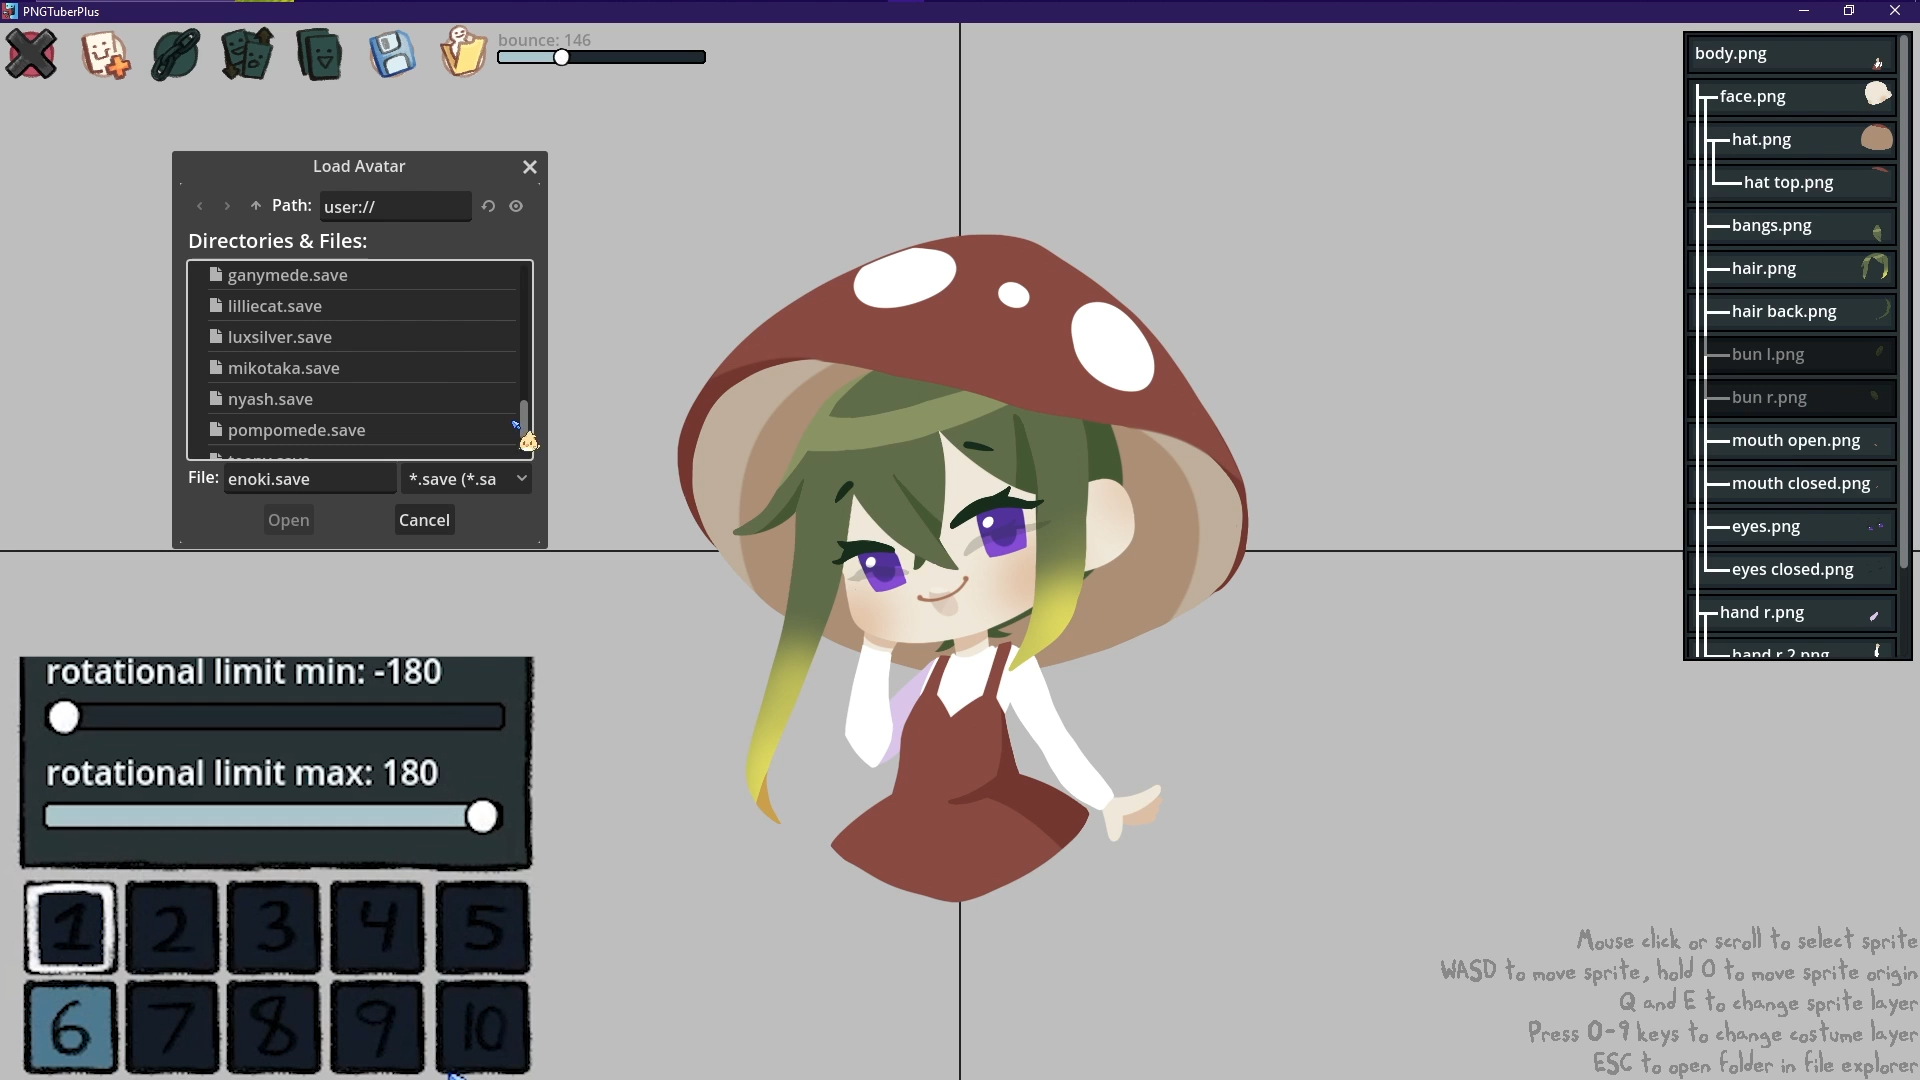 PNGTuberPlus
bounce: 146
Load Avatar
Path: user://
Directories & Files:
ganymede.save
lilliecat.save
luxsilver.save
mikotaka.save
nyash.save
pompomede.save
File: enoki.save *.save (*.sa
Open Cancel
rotational limit min: -180
rotational limit max: 180
1 2 3 4 5
6 7 8 9 10
body.png
face.png
hat.png
hat top.png
bangs.png
hair.png
hair back.png
bun l.png
bun r.png
mouth open.png
mouth closed.png
eyes.png
eyes closed.png
hand r.png
hand r 2.png
Mouse click or scroll to select sprite
WASD to move sprite, hold O to move sprite origin
Q and E to change sprite layer
Press 0-9 keys to change costume layer
ESC to open folder in file explorer